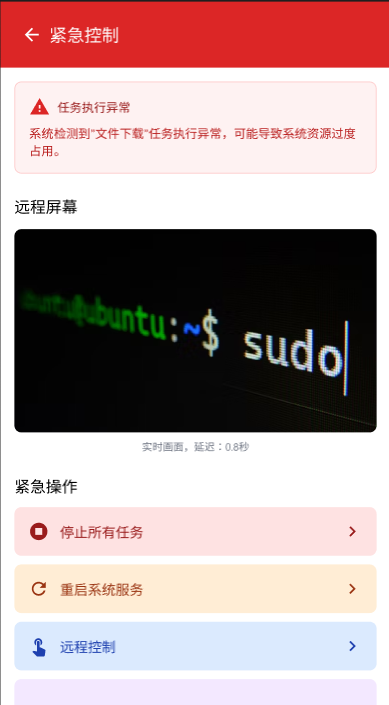 紧急控制
任务执行异常
系统检测到"文件下载"任务执行异常，可能导致系统资源过度
占用。
远程屏幕
ubuntu@ubuntu:~$ sudo
实时画面，延迟：0.8秒
紧急操作
停止所有任务
重启系统服务
远程控制